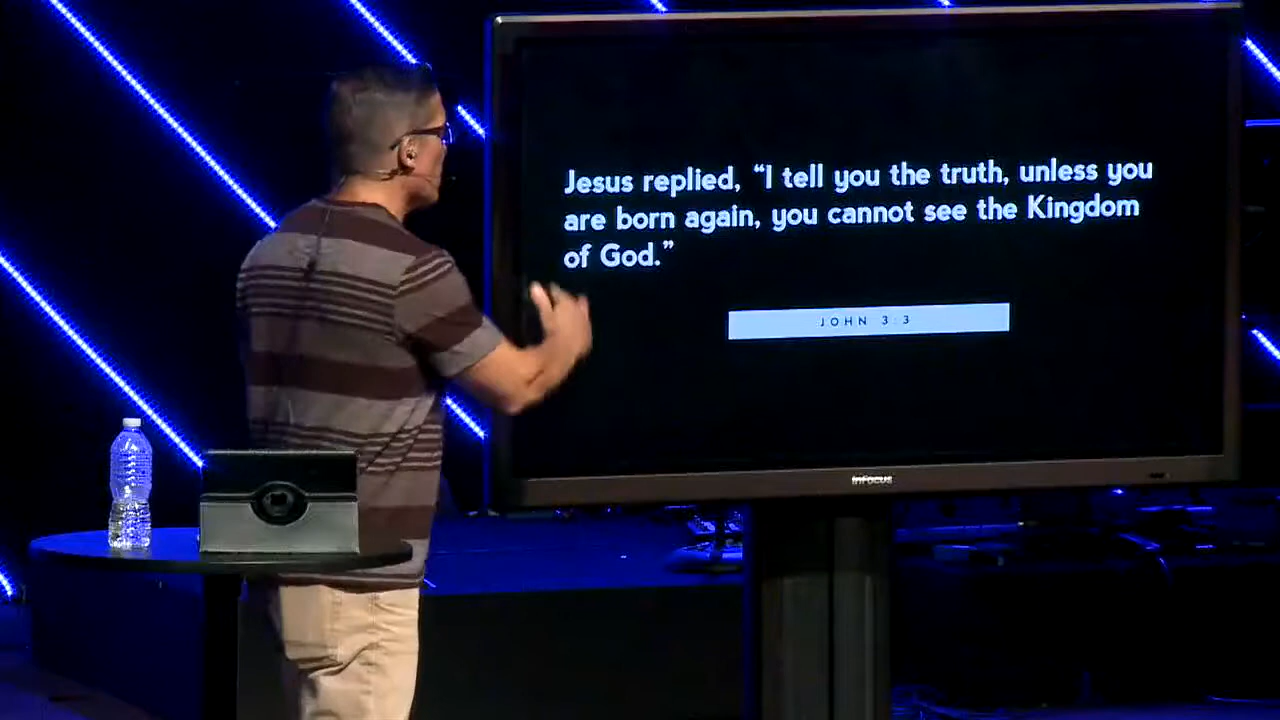 Jesus replied, “I tell you the truth, unless you
are born again, you cannot see the Kingdom
of God.”
JOHN 3:3
InFocus